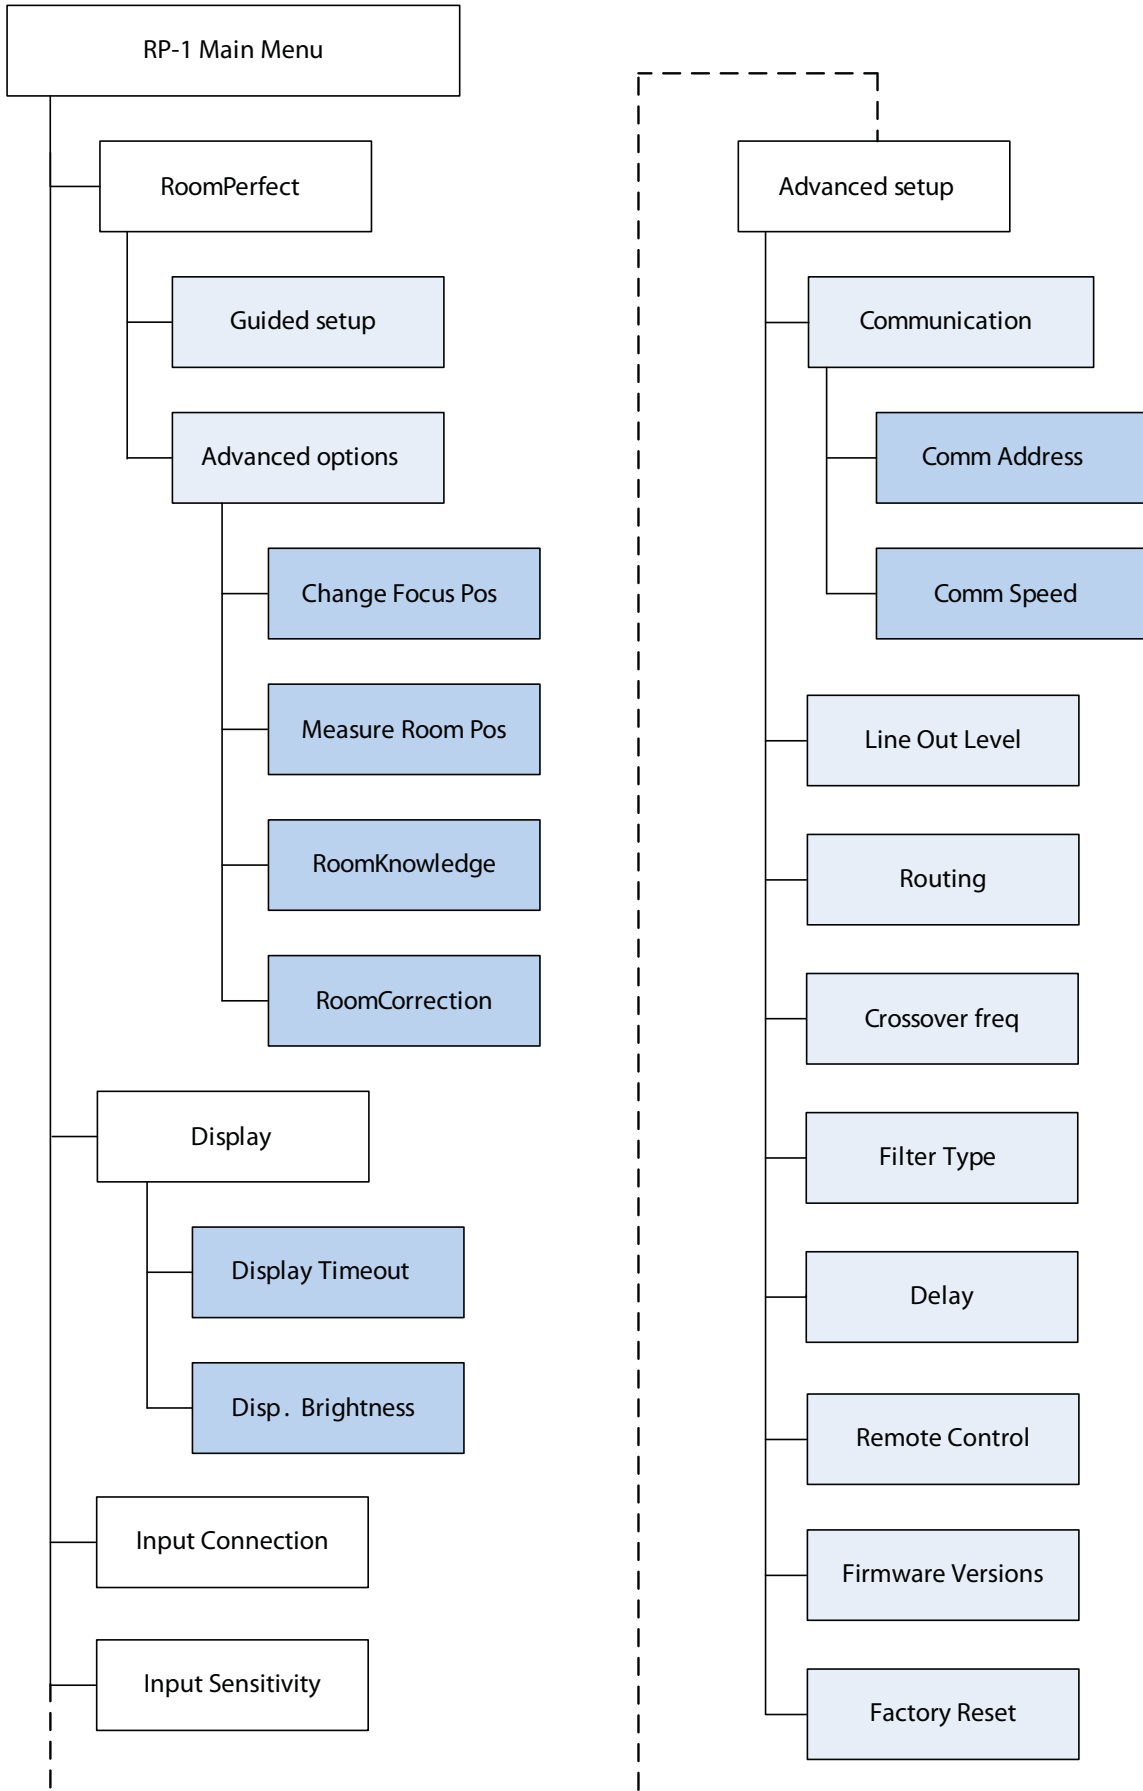 RP-1 Main Menu
RoomPerfect
Guided setup
Advanced options
Change Focus Pos
Measure Room Pos
RoomKnowledge
RoomCorrection
Display
Display Timeout
Disp. Brightness
Input Connection
Input Sensitivity
Advanced setup
Communication
Comm Address
Comm Speed
Line Out Level
Routing
Crossover freq
Filter Type
Delay
Remote Control
Firmware Versions
Factory Reset